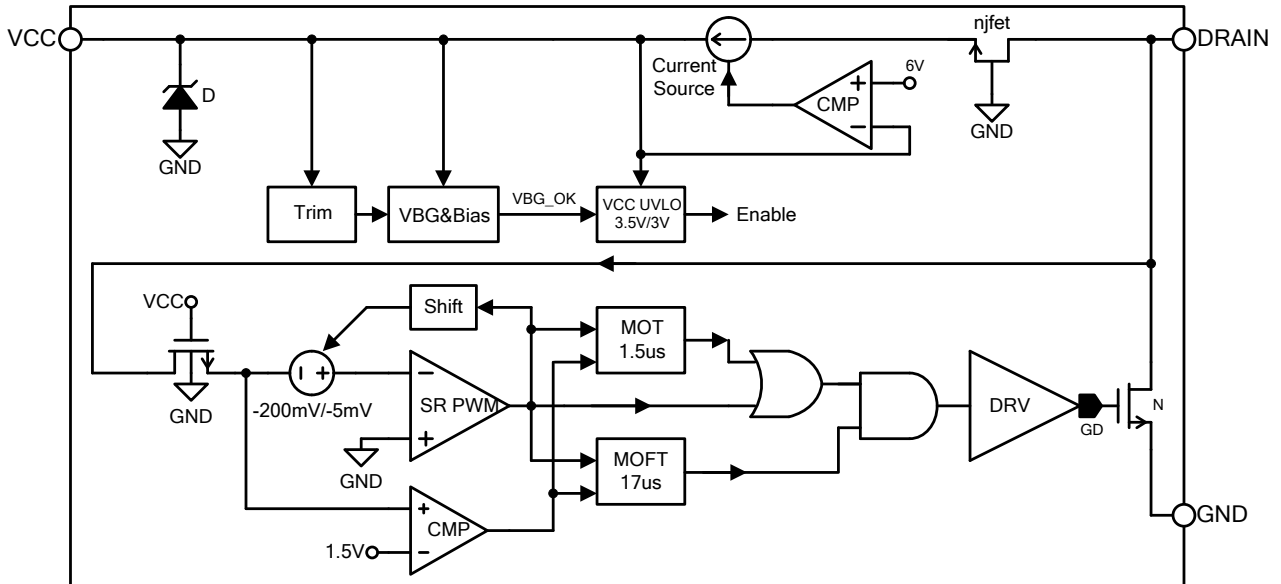 njfet
VCC
DRAIN
Current
Source
6V
+
CMP
−
D
GND
GND
Trim
VBG&Bias
VBG_OK
VCC UVLO
3.5V/3V
Enable
VCC
Shift
MOT
1.5us
GND
− +
-200mV/-5mV
−
SR PWM
+
DRV
GD
N
GND
MOFT
17us
+
CMP
−
1.5V
GND